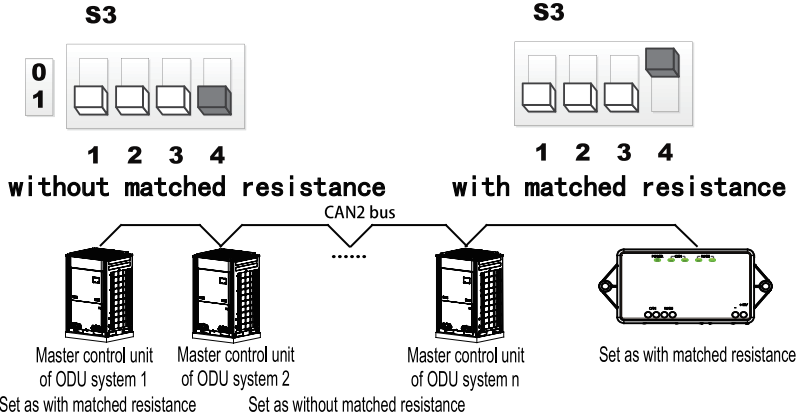 S3
S3
0
1
1 2 3 4
1 2 3 4
without matched resistance
with matched resistance
CAN2 bus
......
Master control unit
of ODU system 1
Master control unit
of ODU system 2
Master control unit
of ODU system n
Set as with matched resistance
Set as with matched resistance
Set as without matched resistance